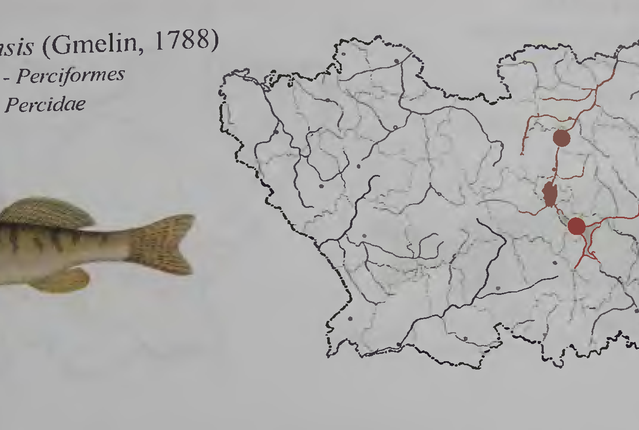 nsis (Gmelin, 1788)
- Perciformes
Percidae